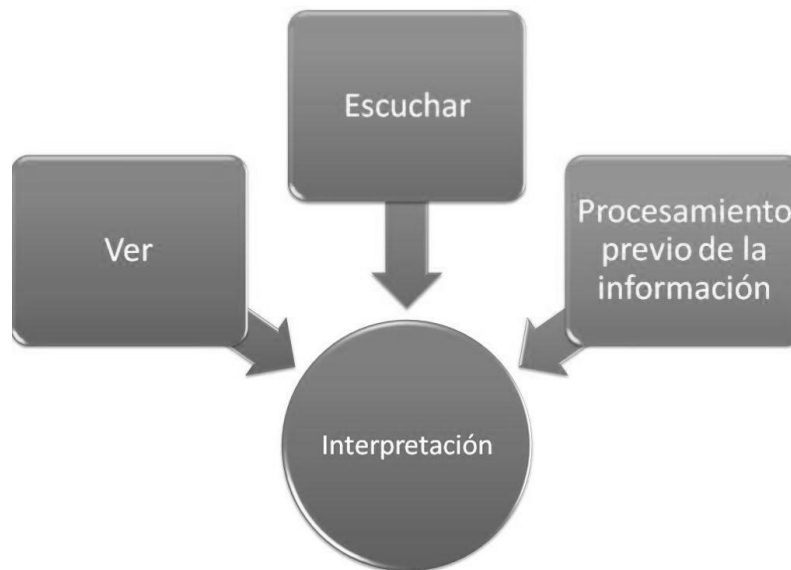 Escuchar
Ver
Procesamiento
previo de la
información
Interpretación